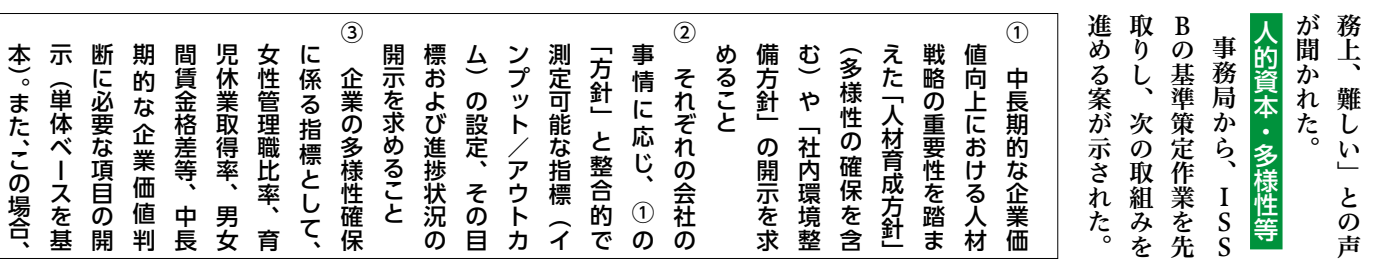 務上、難しい」との声
が聞かれた。
人的資本・多様性等
　事務局から、ISS
Bの基準策定作業を先
取りし、次の取組みを
進める案が示された。
①　中長期的な企業価
値向上における人材
戦略の重要性を踏ま
えた「人材育成方針」
（多様性の確保を含
む）や「社内環境整
備方針」の開示を求
めること
②　それぞれの会社の
事情に応じ、①の
「方針」と整合的で
測定可能な指標（イ
ンプット／アウトカ
ム）の設定、その目
標および進捗状況の
開示を求めること
③　企業の多様性確保
に係る指標として、
女性管理職比率、育
児休業取得率、男女
間賃金格差等、中長
期的な企業価値判
断に必要な項目の開
示（単体ベースを基
本）。また、この場合、